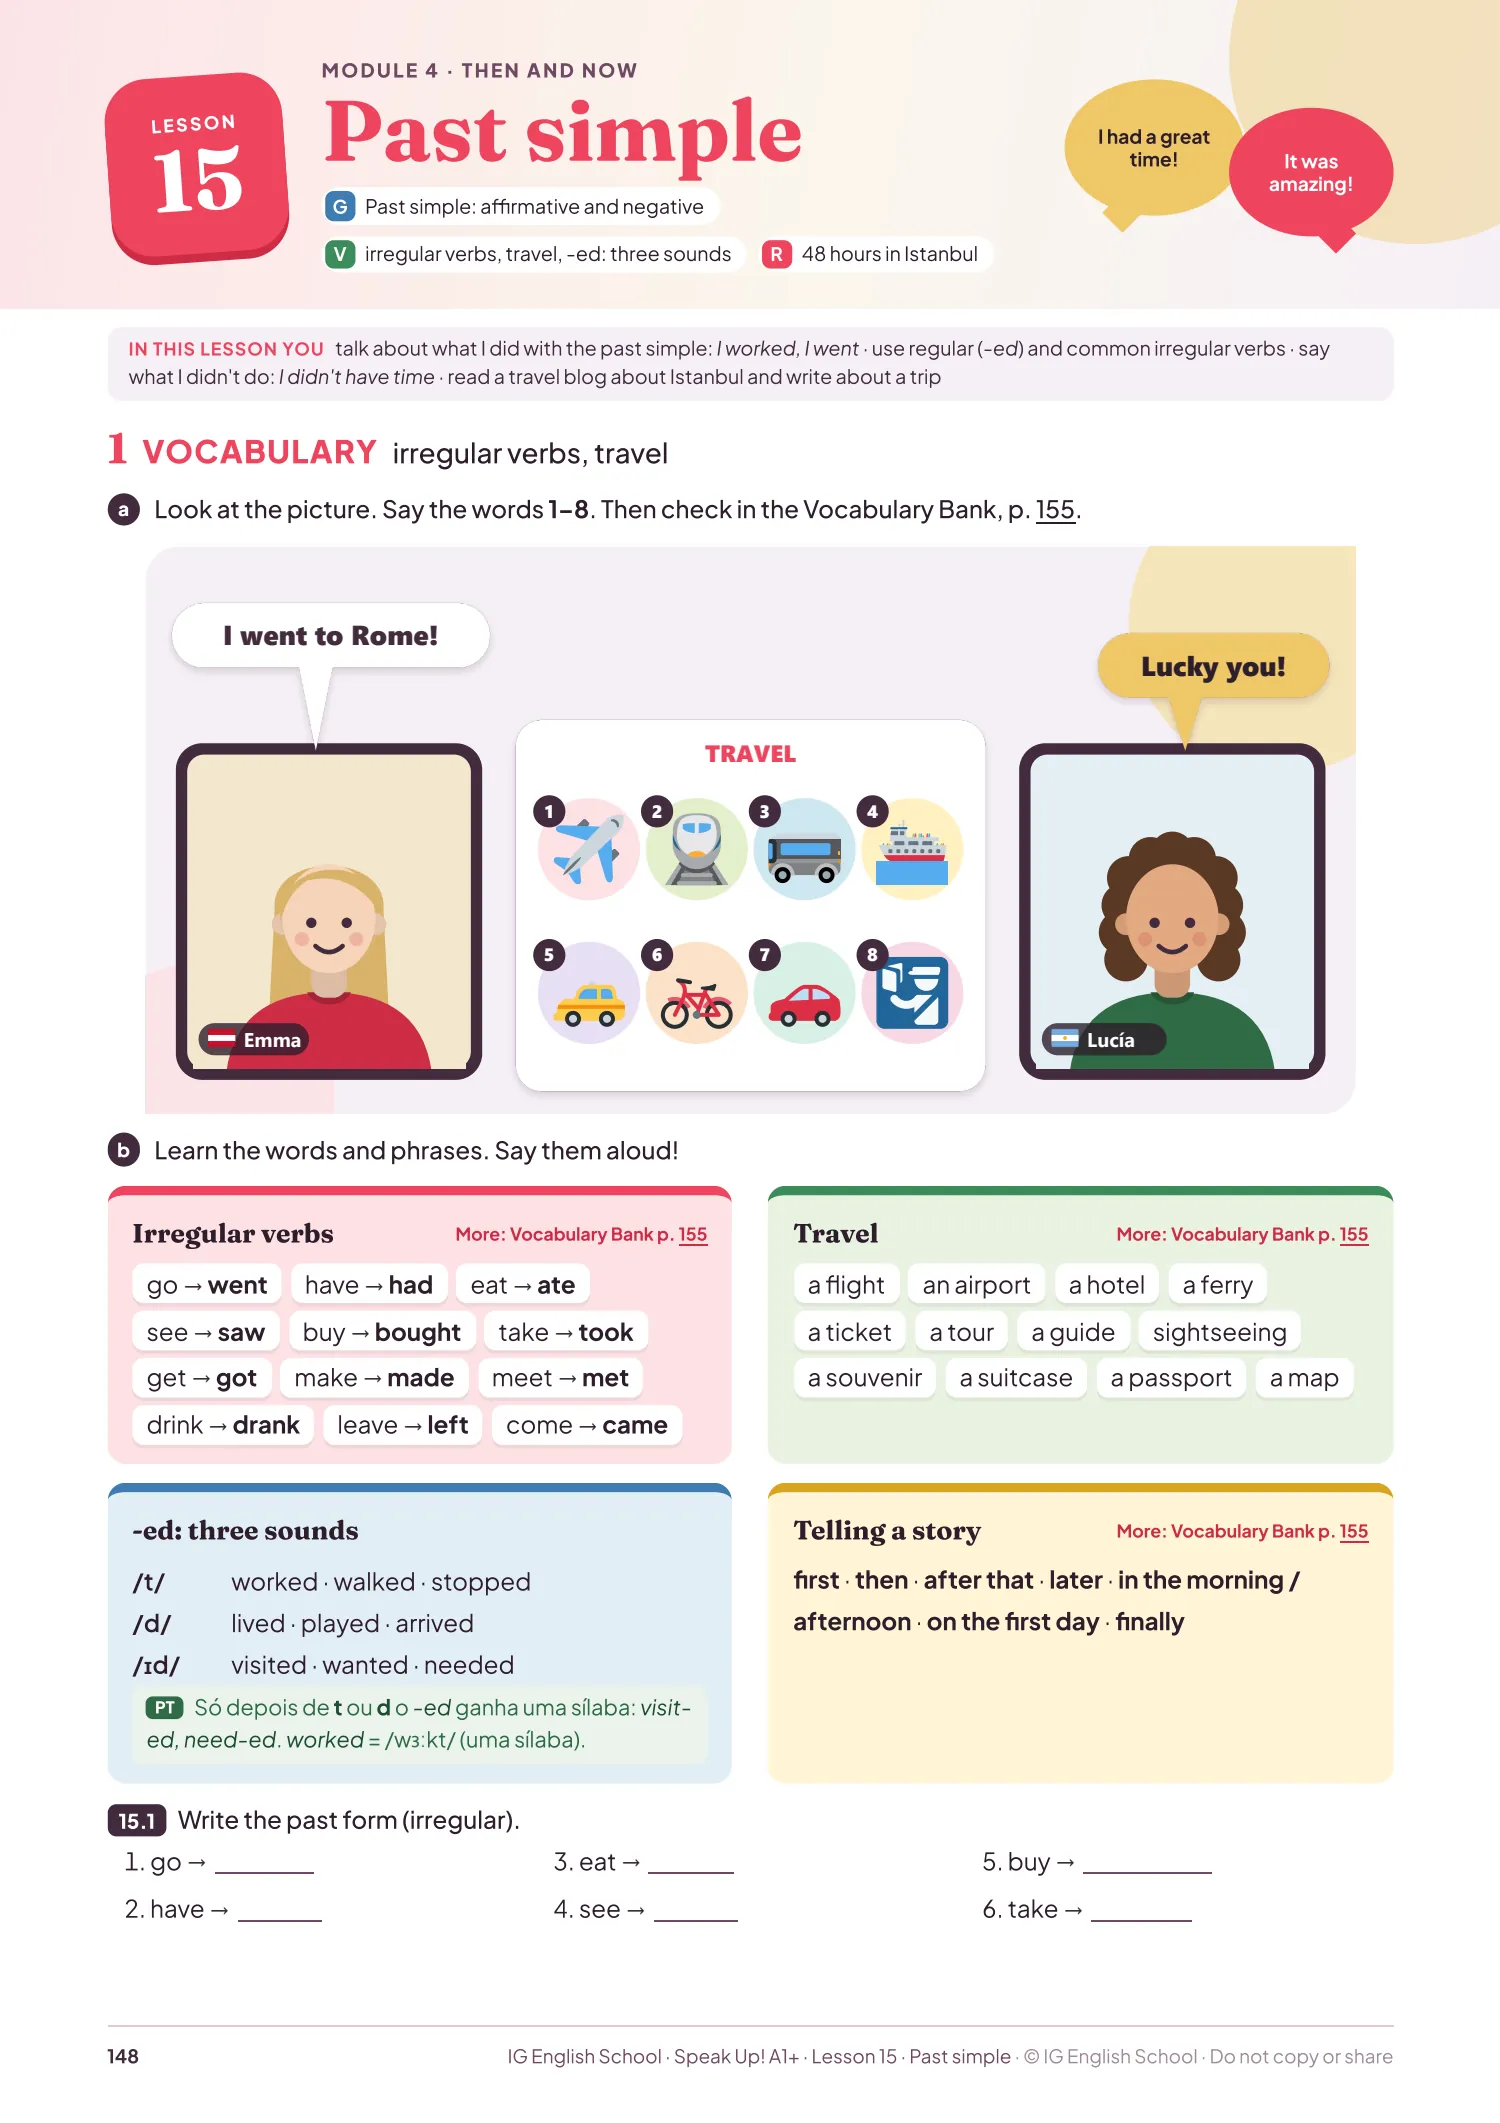 MODULE 4 · THEN AND NOW
LESSON
15
Past simple
G Past simple: affirmative and negative
V irregular verbs, travel, -ed: three sounds
R 48 hours in Istanbul
I had a great
time!
It was
amazing!
IN THIS LESSON YOU talk about what I did with the past simple: I worked, I went · use regular (-ed) and common irregular verbs · say
what I didn't do: I didn't have time · read a travel blog about Istanbul and write about a trip
1 VOCABULARY irregular verbs, travel
a Look at the picture. Say the words 1–8. Then check in the Vocabulary Bank, p. 155.
I went to Rome!
Lucky you!
TRAVEL
1 2 3 4
5 6 7 8
Emma
Lucía
b Learn the words and phrases. Say them aloud!
Irregular verbs More: Vocabulary Bank p. 155
go → went have → had eat → ate
see → saw buy → bought take → took
get → got make → made meet → met
drink → drank leave → left come → came
Travel More: Vocabulary Bank p. 155
a flight an airport a hotel a ferry
a ticket a tour a guide sightseeing
a souvenir a suitcase a passport a map
-ed: three sounds
/t/ worked · walked · stopped
/d/ lived · played · arrived
/ɪd/ visited · wanted · needed
PT Só depois de t ou d o -ed ganha uma sílaba: visit-
ed, need-ed. worked = /wɜːkt/ (uma sílaba).
Telling a story More: Vocabulary Bank p. 155
first · then · after that · later · in the morning /
afternoon · on the first day · finally
15.1 Write the past form (irregular).
1. go → ________
2. have → ________
3. eat → ________
4. see → ________
5. buy → ________
6. take → ________
148 IG English School · Speak Up! A1+ · Lesson 15 · Past simple · © IG English School · Do not copy or share